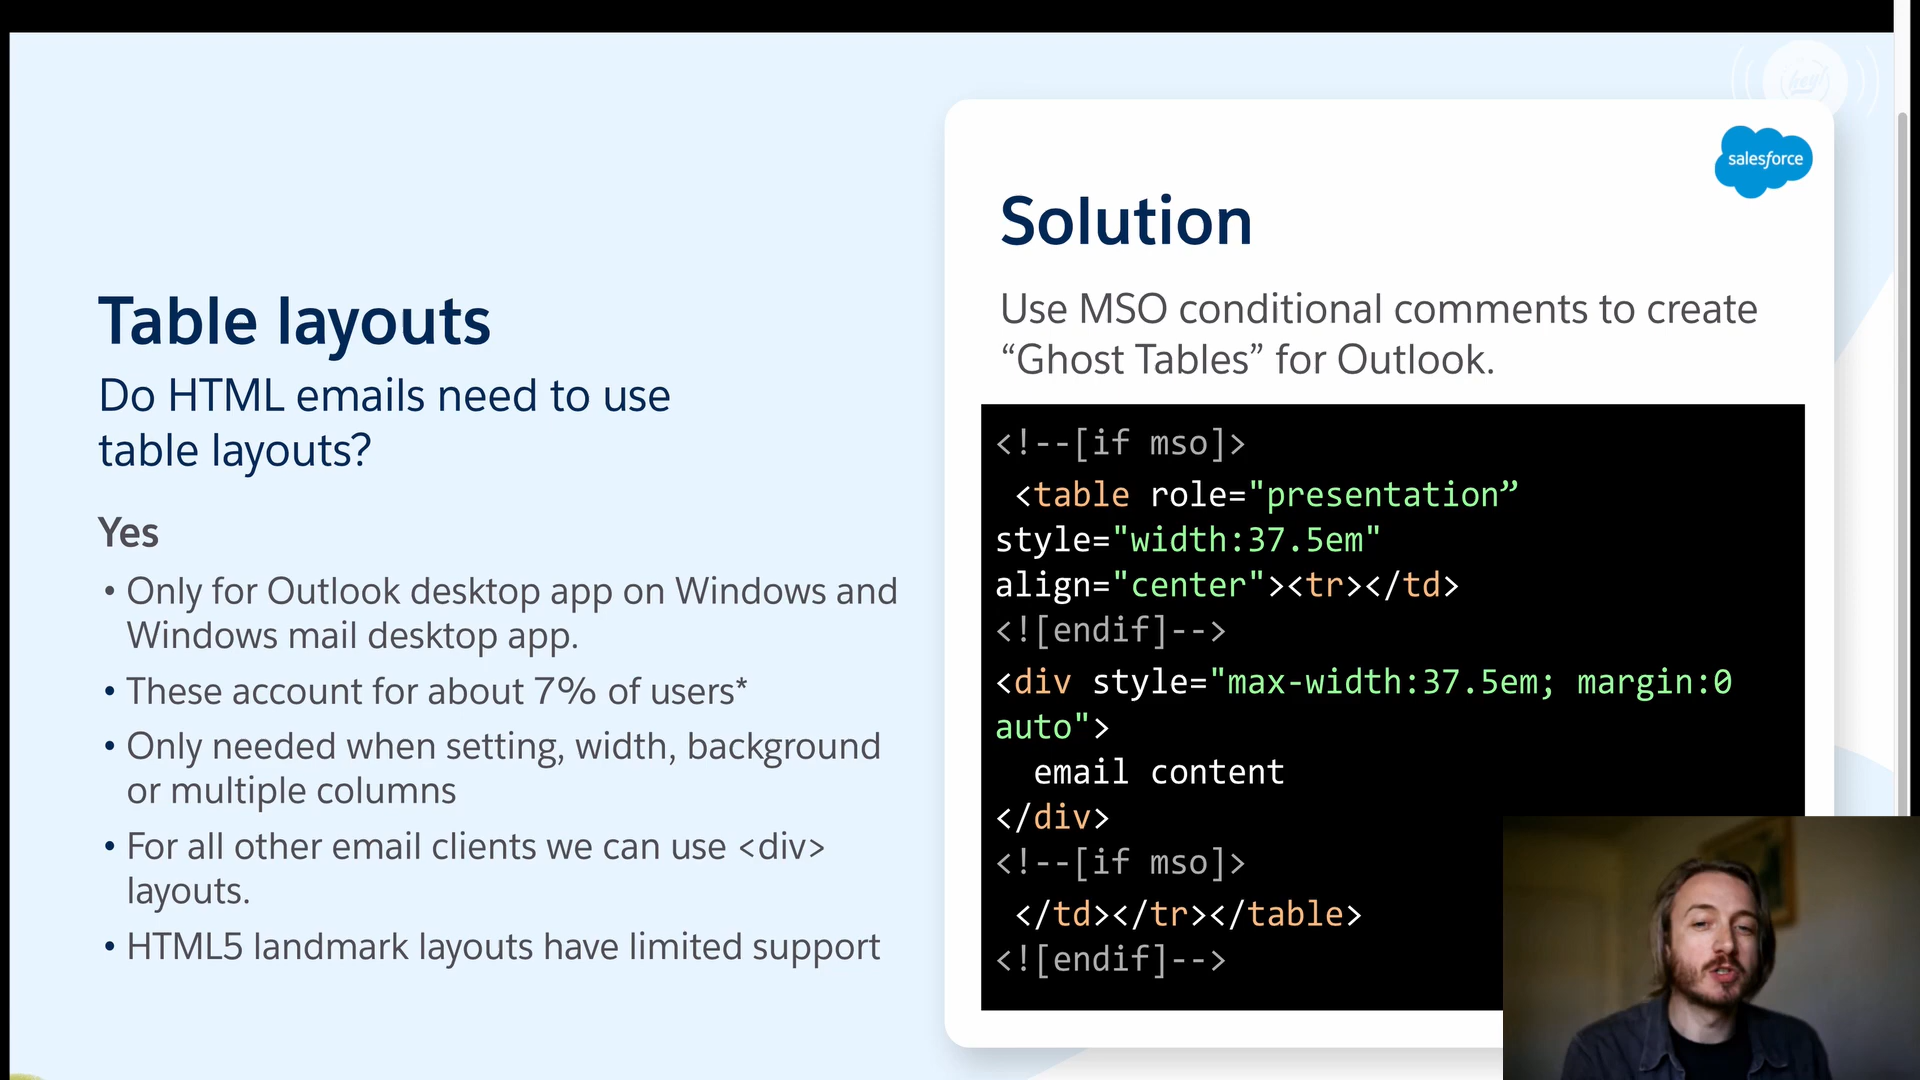 hey!
salesforce
Table layouts
Do HTML emails need to use
table layouts?
Yes
• Only for Outlook desktop app on Windows and
Windows mail desktop app.
• These account for about 7% of users*
• Only needed when setting, width, background
or multiple columns
• For all other email clients we can use <div>
layouts.
• HTML5 landmark layouts have limited support
Solution
Use MSO conditional comments to create
“Ghost Tables” for Outlook.
<!--[if mso]>
<table role="presentation”
style="width:37.5em"
align="center"><tr></td>
<![endif]-->
<div style="max-width:37.5em; margin:0
auto">
email content
</div>
<!--[if mso]>
</td></tr></table>
<![endif]-->